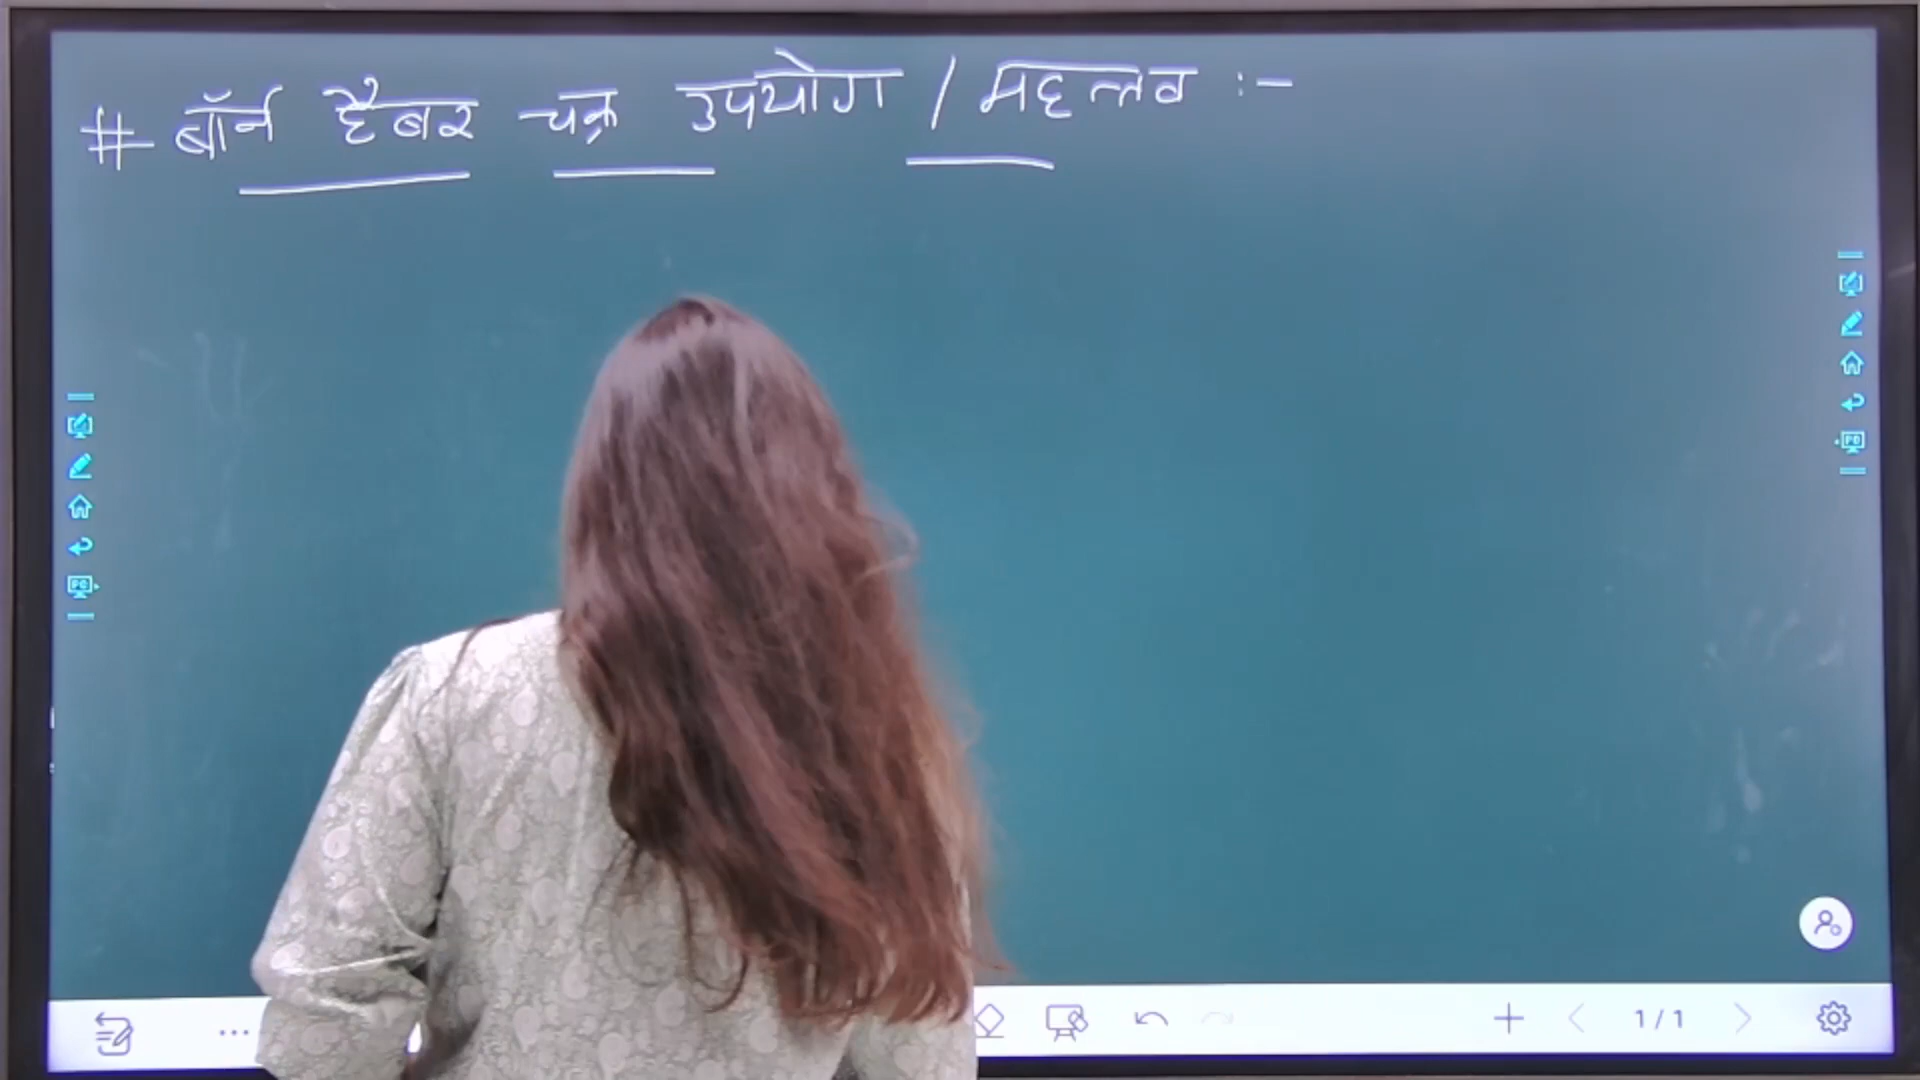 # बॉर्न हैबर चक्र उपयोग / महत्त्व :-
1/1